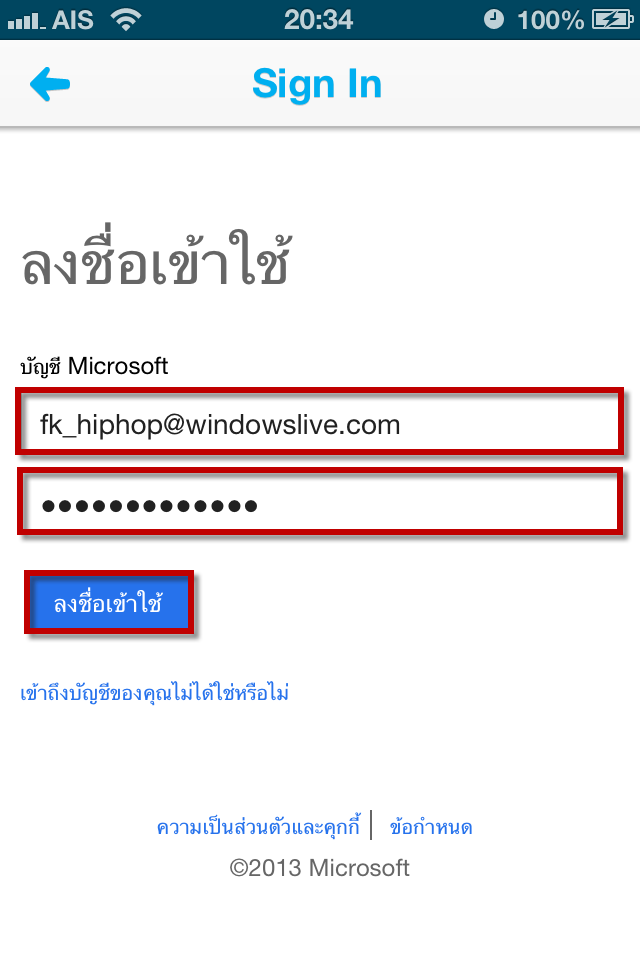 AIS 20:34 100%
Sign In
ลงชื่อเข้าใช้
บัญชี Microsoft
fk_hiphop@windowslive.com
●●●●●●●●●●●●●
ลงชื่อเข้าใช้
เข้าถึงบัญชีของคุณไม่ได้ใช่หรือไม่
ความเป็นส่วนตัวและคุกกี้ | ข้อกำหนด
©2013 Microsoft